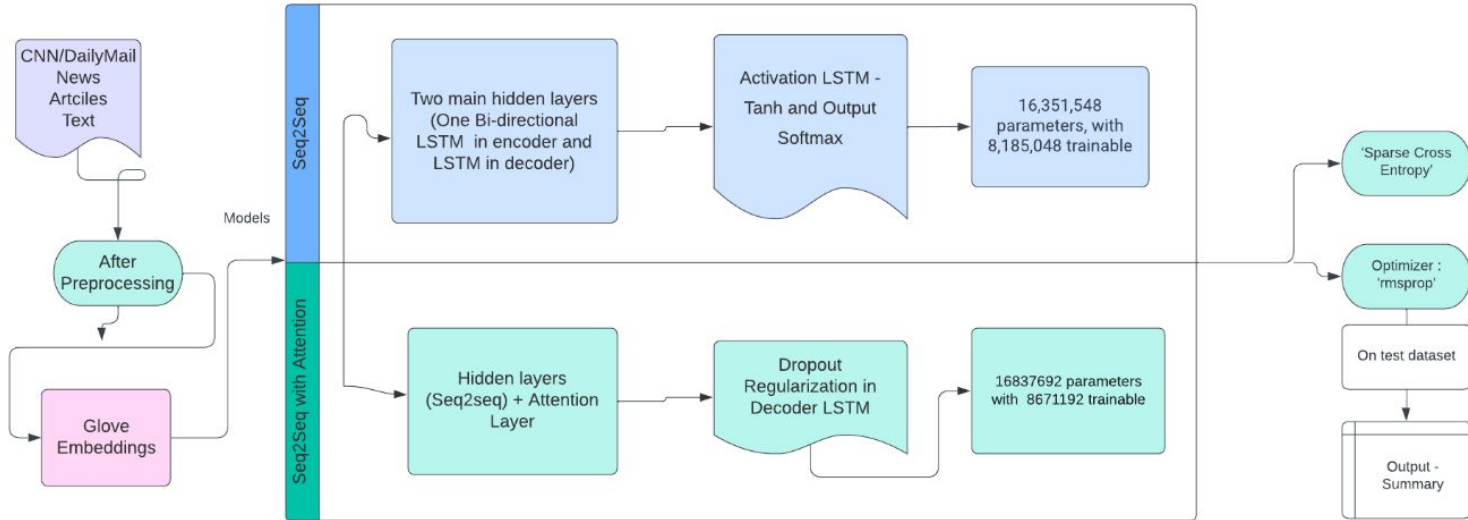 CNN/DailyMail
News
Artciles
Text
After
Preprocessing
Glove
Embeddings
Models
Seq2Seq
Two main hidden layers
(One Bi-directional
LSTM in encoder and
LSTM in decoder)
Activation LSTM -
Tanh and Output
Softmax
16,351,548
parameters, with
8,185,048 trainable
Seq2Seq with Attention
Hidden layers
(Seq2seq) + Attention
Layer
Dropout
Regularization in
Decoder LSTM
16837692 parameters
with 8671192 trainable
'Sparse Cross
Entropy'
Optimizer :
'rmsprop'
On test dataset
Output -
Summary